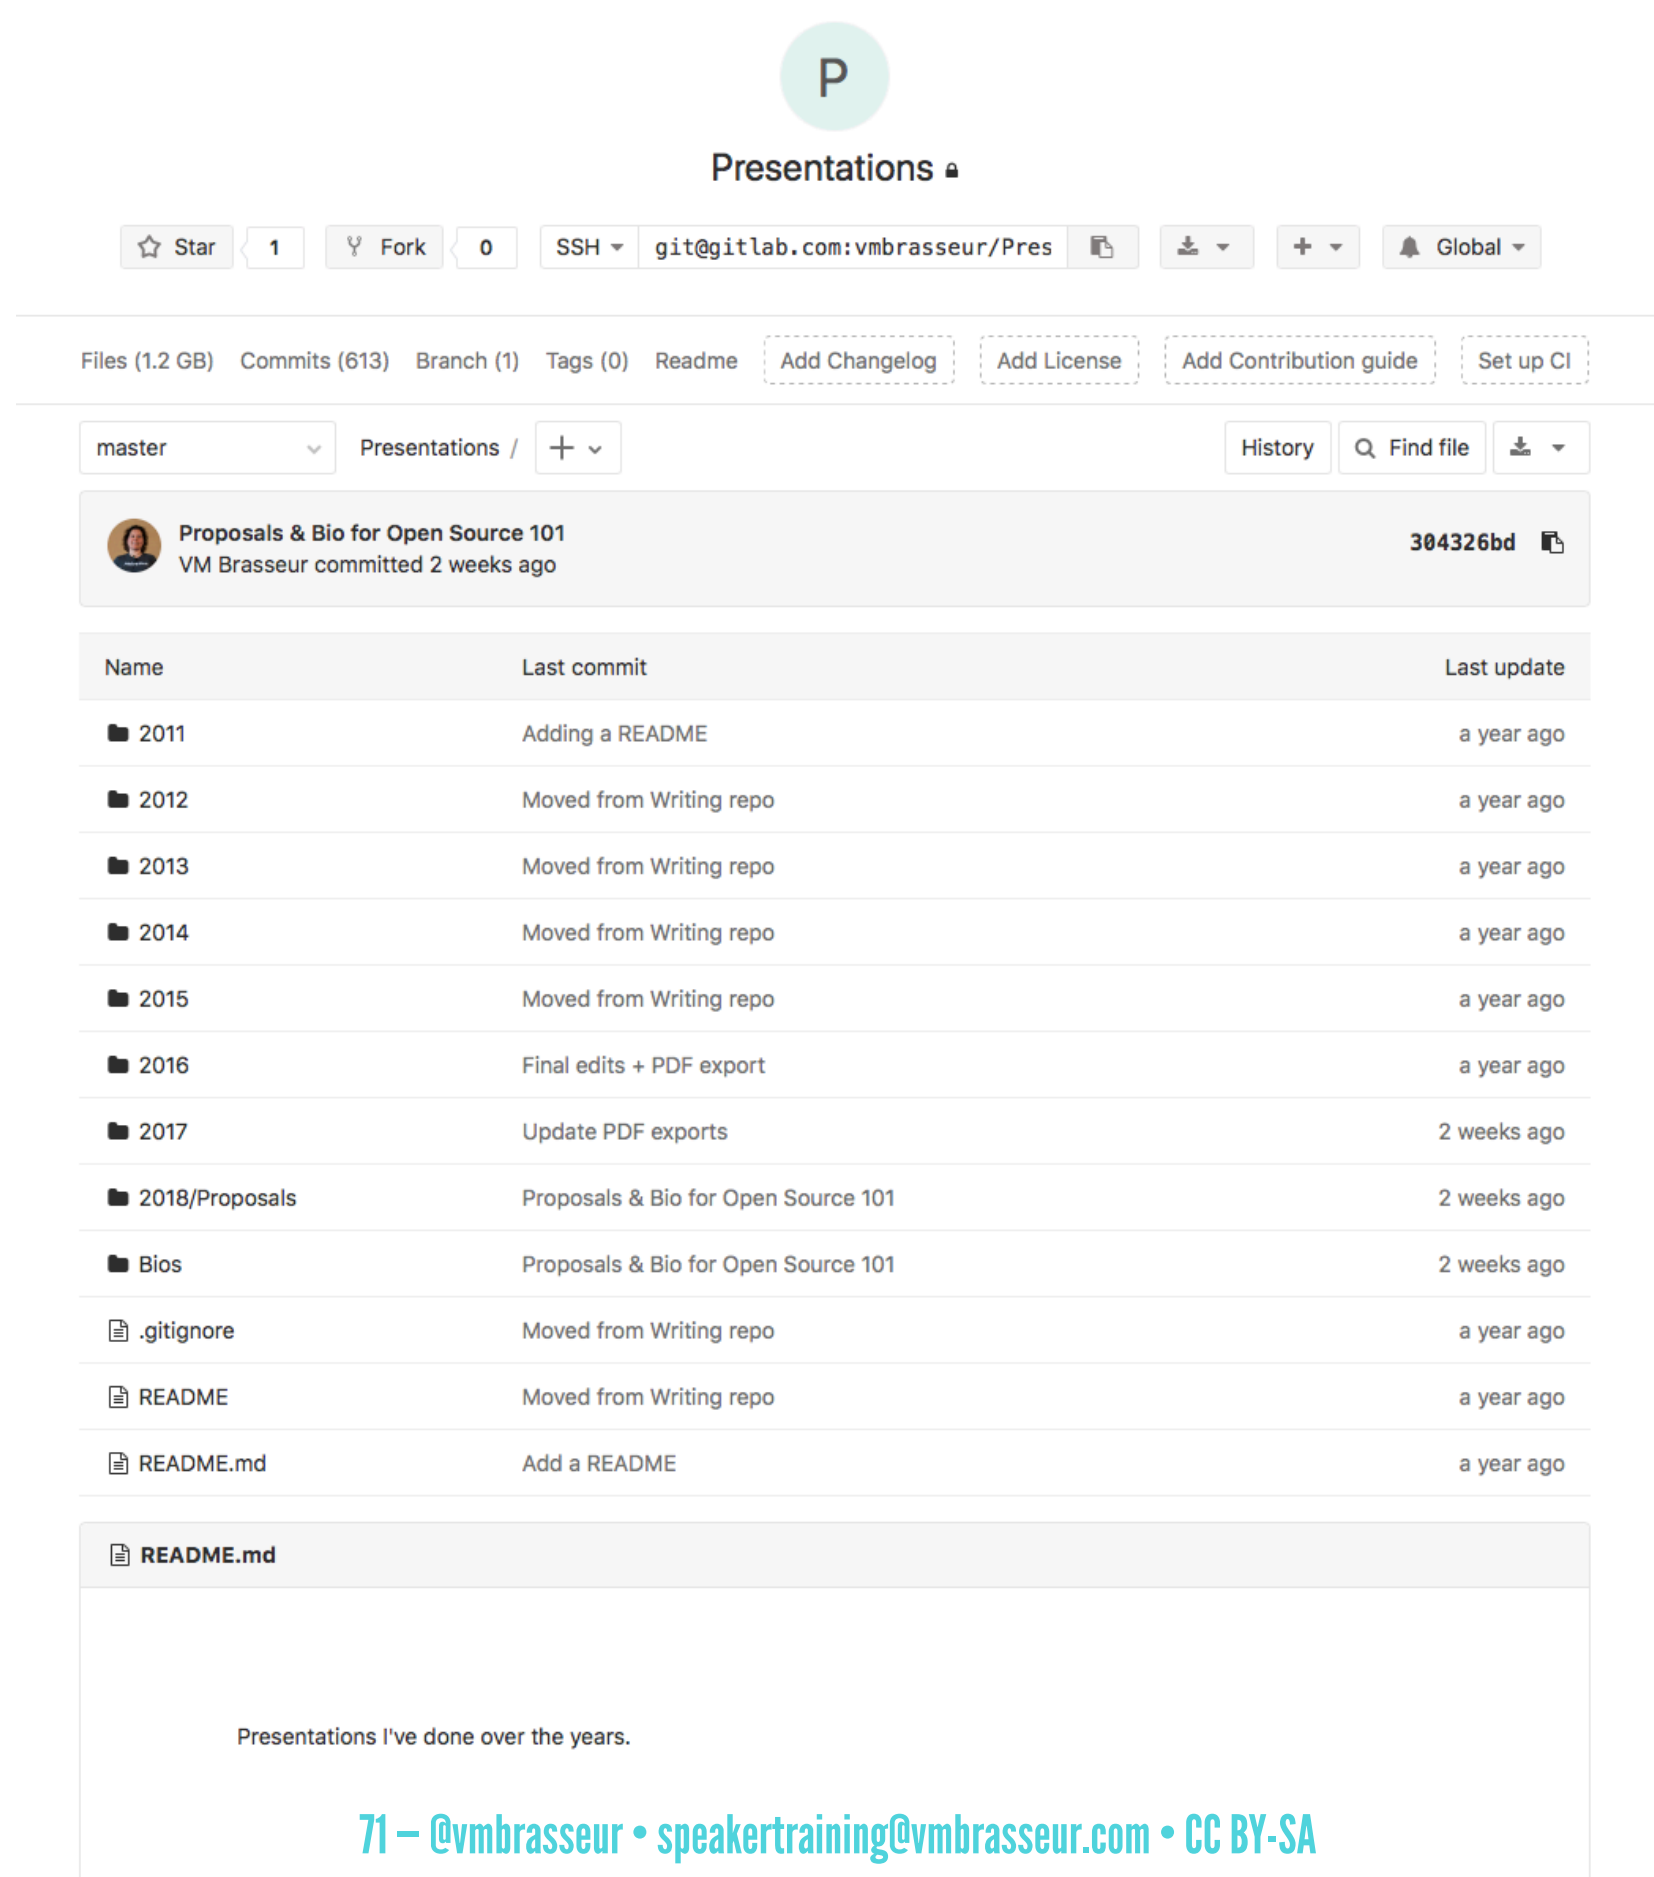 P
Presentations
Star 1 Fork 0 SSH git@gitlab.com:vmbrasseur/Pres Global
Files (1.2 GB) Commits (613) Branch (1) Tags (0) Readme Add Changelog Add License Add Contribution guide Set up CI
master Presentations / History Find file
Proposals & Bio for Open Source 101
VM Brasseur committed 2 weeks ago 304326bd
Name Last commit Last update
2011 Adding a README a year ago
2012 Moved from Writing repo a year ago
2013 Moved from Writing repo a year ago
2014 Moved from Writing repo a year ago
2015 Moved from Writing repo a year ago
2016 Final edits + PDF export a year ago
2017 Update PDF exports 2 weeks ago
2018/Proposals Proposals & Bio for Open Source 101 2 weeks ago
Bios Proposals & Bio for Open Source 101 2 weeks ago
.gitignore Moved from Writing repo a year ago
README Moved from Writing repo a year ago
README.md Add a README a year ago
README.md
Presentations I've done over the years.
71 — @vmbrasseur • speakertraining@vmbrasseur.com • CC BY-SA